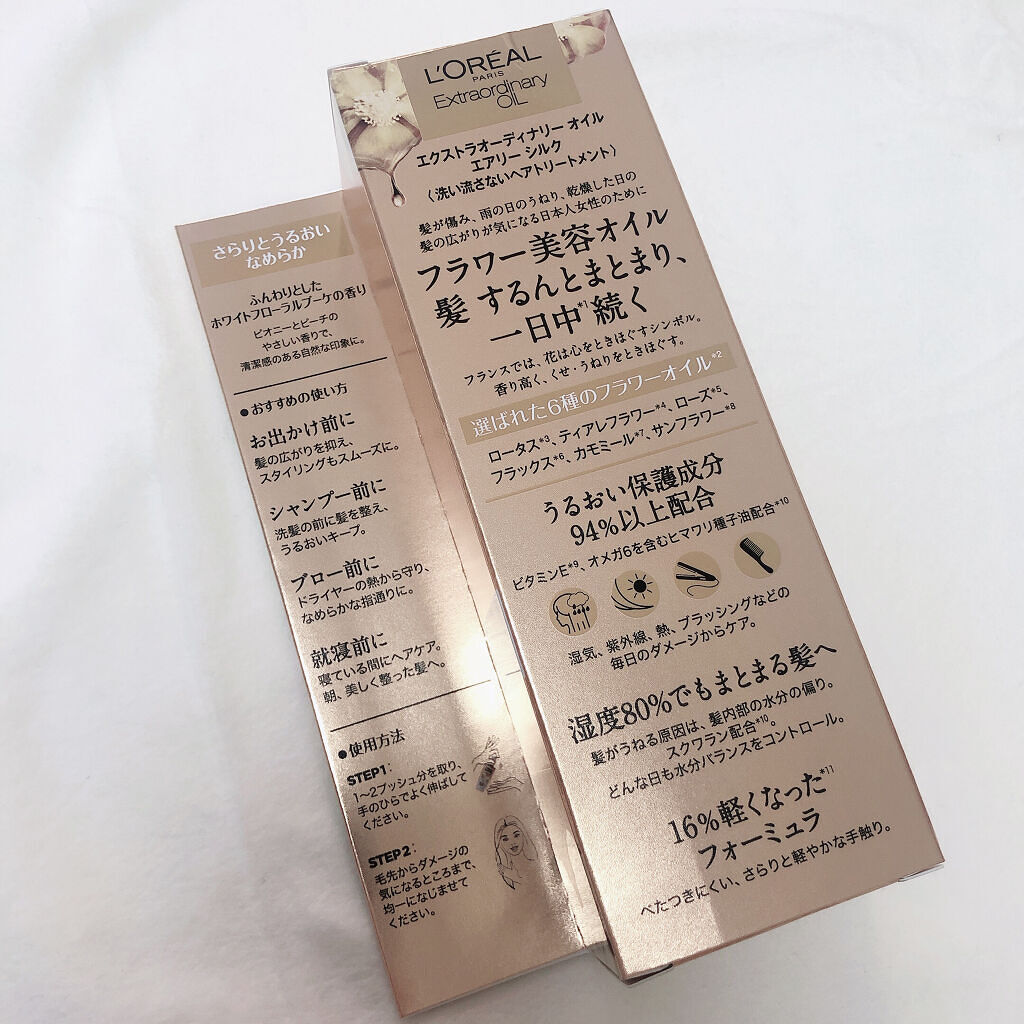 L'ORÉAL
PARIS
Extraordinary
OIL
エクストラオーディナリー オイル
エアリー シルク
〈洗い流さないヘアトリートメント〉
髪が傷み、雨の日のうねり、乾燥した日の
髪の広がりが気になる日本人女性のために
フラワー美容オイル
髪 するんとまとまり、
一日中*1続く
フランスでは、花は心をときほぐすシンボル。
香り高く、くせ・うねりをときほぐす。
選ばれた6種のフラワーオイル*2
ロータス*3、ティアレフラワー*4、ローズ*5、
フラックス*6、カモミール*7、サンフラワー*8
うるおい保護成分
94%以上配合
ビタミンE*9、オメガ6を含むヒマワリ種子油配合*10
湿気、紫外線、熱、ブラッシングなどの
毎日のダメージからケア。
湿度80%でもまとまる髪へ
髪がうねる原因は、髪内部の水分の偏り。
スクワラン配合*10。
どんな日も水分バランスをコントロール。
16%軽くなった*11
フォーミュラ
べたつきにくい、さらりと軽やかな手触り。
さらりとうるおい
なめらか
ふんわりとした
ホワイトフローラルブーケの香り
ピオニーとピーチの
やさしい香りで、
清潔感のある自然な印象に。
●おすすめの使い方
お出かけ前に
髪の広がりを抑え、
スタイリングもスムーズに。
シャンプー前に
洗髪の前に髪を整え、
うるおいキープ。
ブロー前に
ドライヤーの熱から守り、
なめらかな指通りに。
就寝前に
寝ている間にヘアケア。
朝、美しく整った髪へ。
●使用方法
STEP1：
1～2プッシュ分を取り、
手のひらでよく伸ばして
ください。
STEP2：
毛先からダメージの
気になるところまで、
均一になじませて
ください。